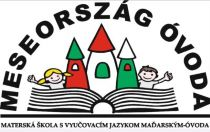 MESEORSZÁG ÓVODA
MATERSKÁ ŠKOLA S VYUČOVACÍM JAZYKOM MAĎARSKÝM-ÓVODA